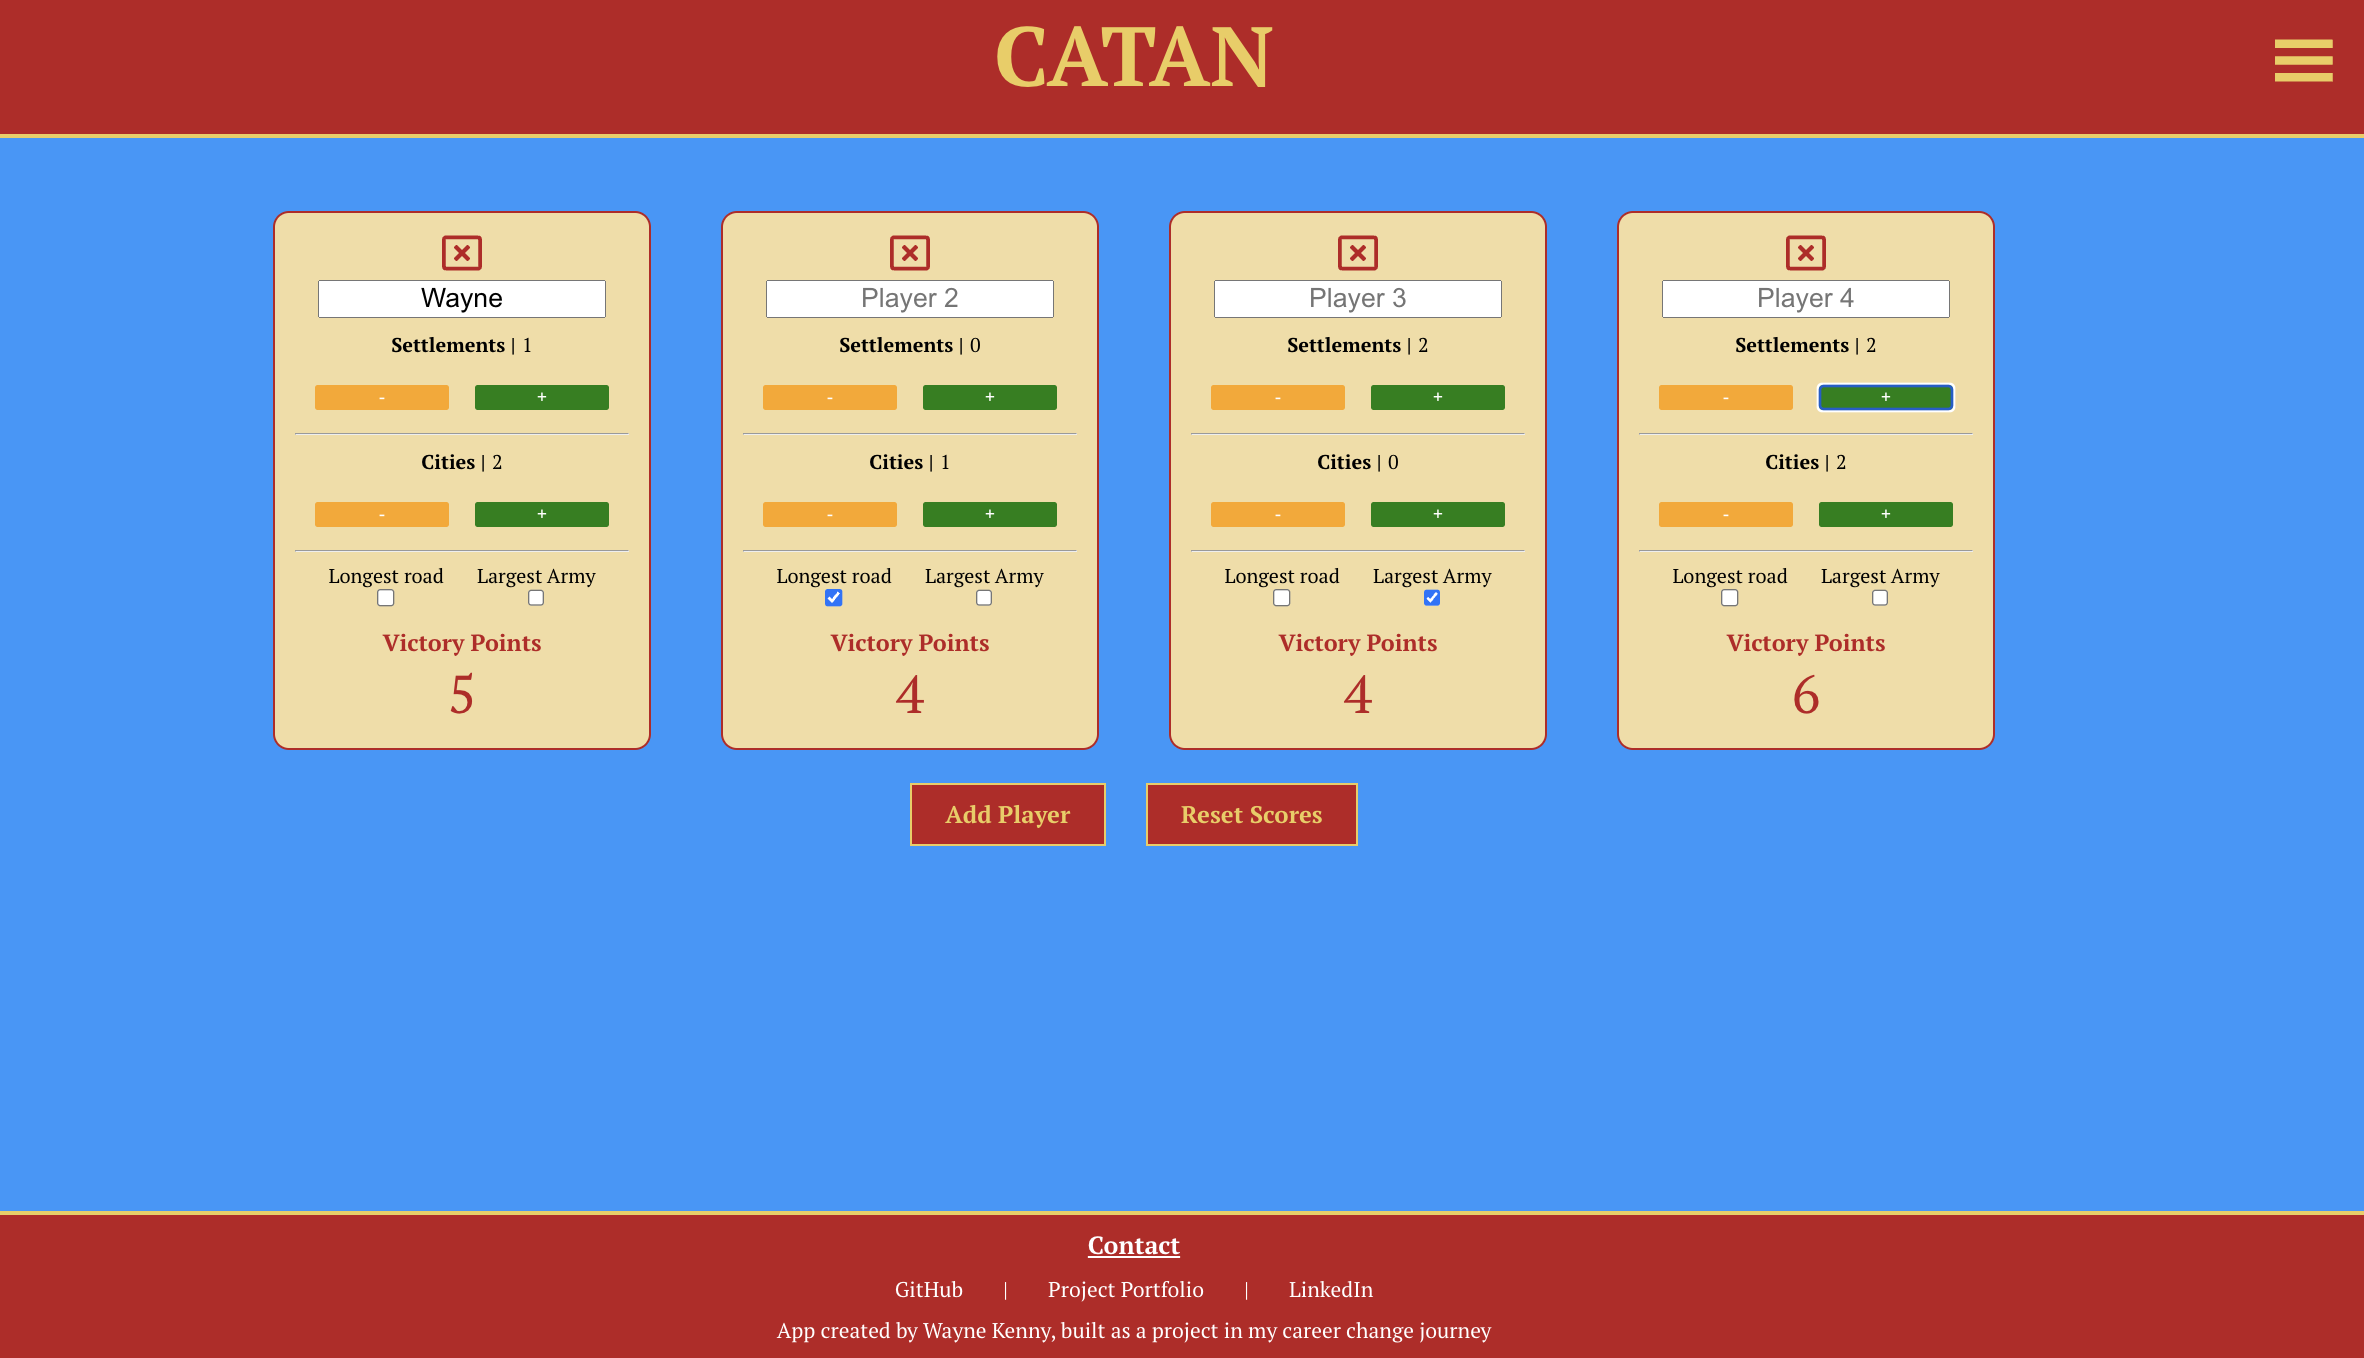 CATAN
Wayne Player 2 Player 3 Player 4
Settlements | 1 Settlements | 0 Settlements | 2 Settlements | 2
- + - + - + - +
Cities | 2 Cities | 1 Cities | 0 Cities | 2
- + - + - + - +
Longest road Largest Army Longest road Largest Army Longest road Largest Army Longest road Largest Army
Victory Points Victory Points Victory Points Victory Points
5 4 4 6
Add Player Reset Scores
Contact
GitHub | Project Portfolio | LinkedIn
App created by Wayne Kenny, built as a project in my career change journey